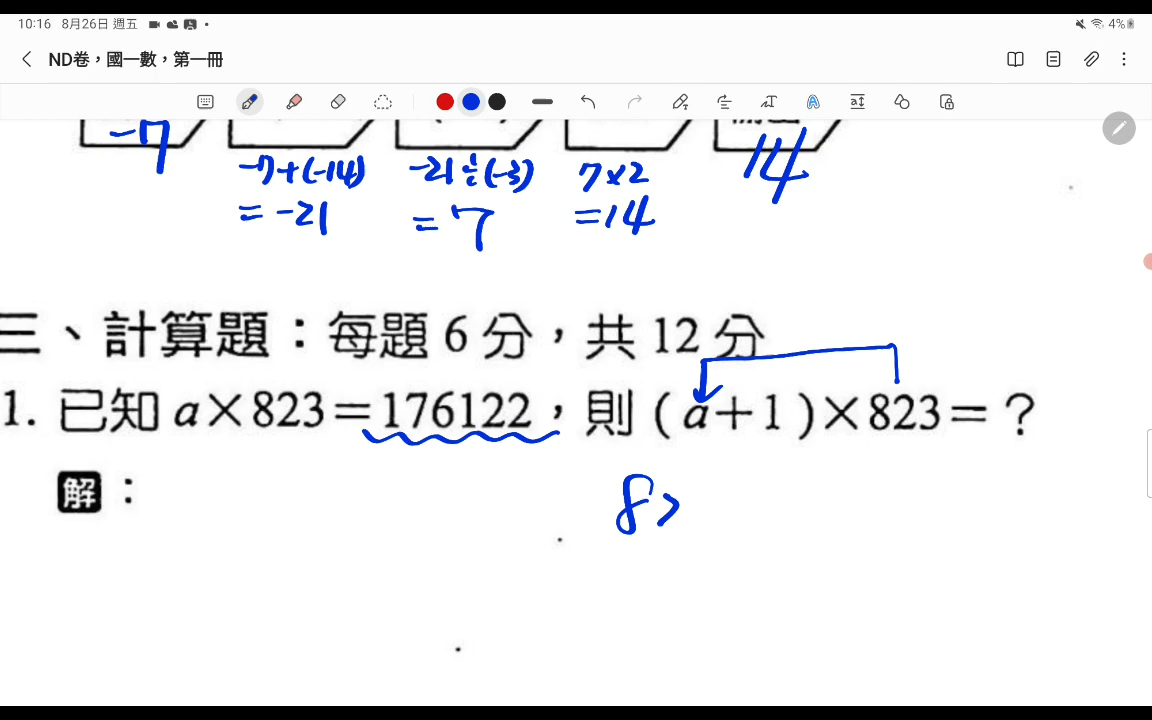 10:16 8月26日 週五 4%
ND卷，國一數，第一冊
-7 14
-7+(-14) -21÷(-3) 7×2
=-21 =7 =14
三、計算題：每題6分，共12分
1. 已知a×823=176122，則(a+1)×823=？
解：
8